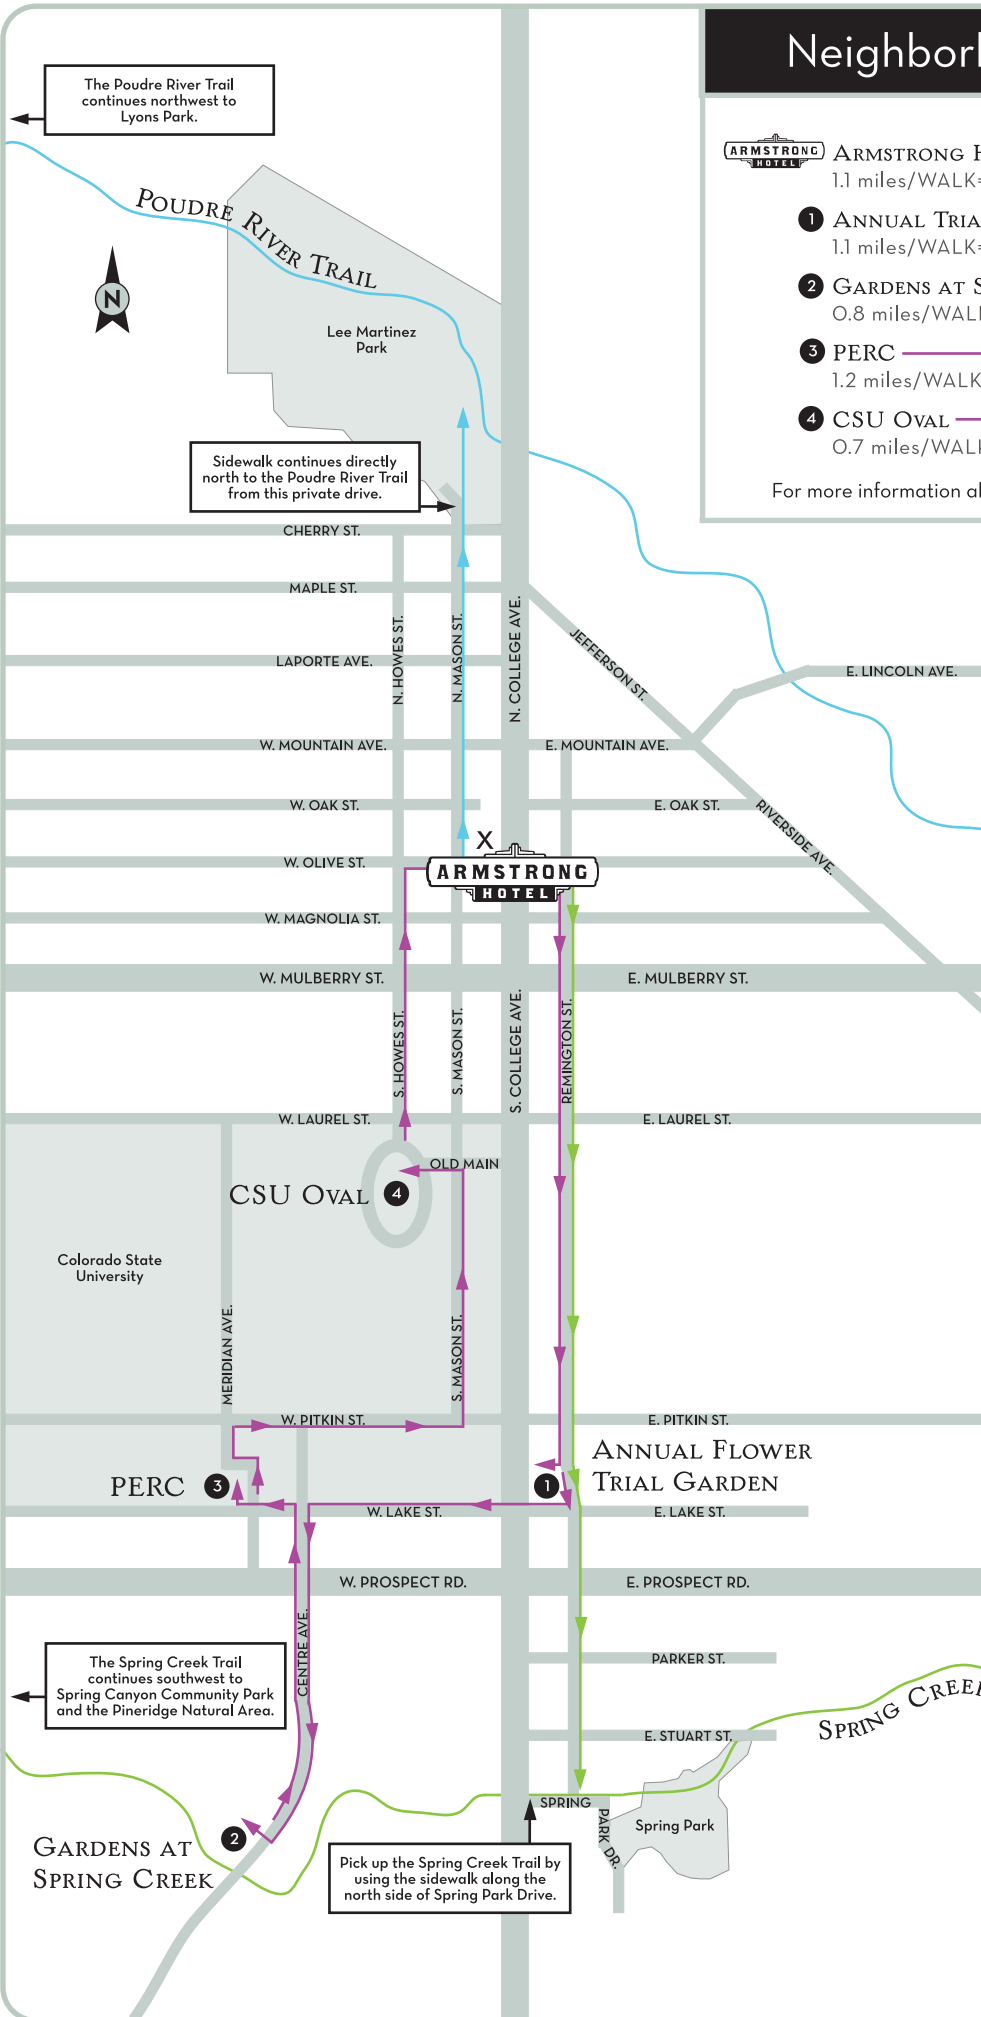 Neighbor
The Poudre River Trail
continues northwest to
Lyons Park.
ARMSTRONG
HOTEL
ARMSTRONG
1.1 miles/WALK
1 ANNUAL TRIA
1.1 miles/WALK
2 GARDENS AT S
0.8 miles/WAL
3 PERC
1.2 miles/WALK
4 CSU OVAL
0.7 miles/WAL
For more information al
POUDRE RIVER TRAIL
N
Lee Martinez
Park
Sidewalk continues directly
north to the Poudre River Trail
from this private drive.
CHERRY ST.
MAPLE ST.
N. HOWES ST.
N. MASON ST.
N. COLLEGE AVE.
JEFFERSON ST.
LAPORTE AVE.
E. LINCOLN AVE.
W. MOUNTAIN AVE.
E. MOUNTAIN AVE.
W. OAK ST.
E. OAK ST.
RIVERSIDE AVE.
X
W. OLIVE ST.
ARMSTRONG
HOTEL
W. MAGNOLIA ST.
W. MULBERRY ST.
E. MULBERRY ST.
S. HOWES ST.
S. MASON ST.
S. COLLEGE AVE.
REMINGTON ST.
W. LAUREL ST.
E. LAUREL ST.
OLD MAIN
CSU OVAL 4
Colorado State
University
MERIDIAN AVE.
S. MASON ST.
W. PITKIN ST.
E. PITKIN ST.
ANNUAL FLOWER
TRIAL GARDEN
1
PERC 3
W. LAKE ST.
E. LAKE ST.
W. PROSPECT RD.
E. PROSPECT RD.
CENTRE AVE.
The Spring Creek Trail
continues southwest to
Spring Canyon Community Park
and the Pineridge Natural Area.
PARKER ST.
SPRING CREEK
E. STUART ST.
SPRING
PARK DR.
Spring Park
2
GARDENS AT
SPRING CREEK
Pick up the Spring Creek Trail by
using the sidewalk along the
north side of Spring Park Drive.